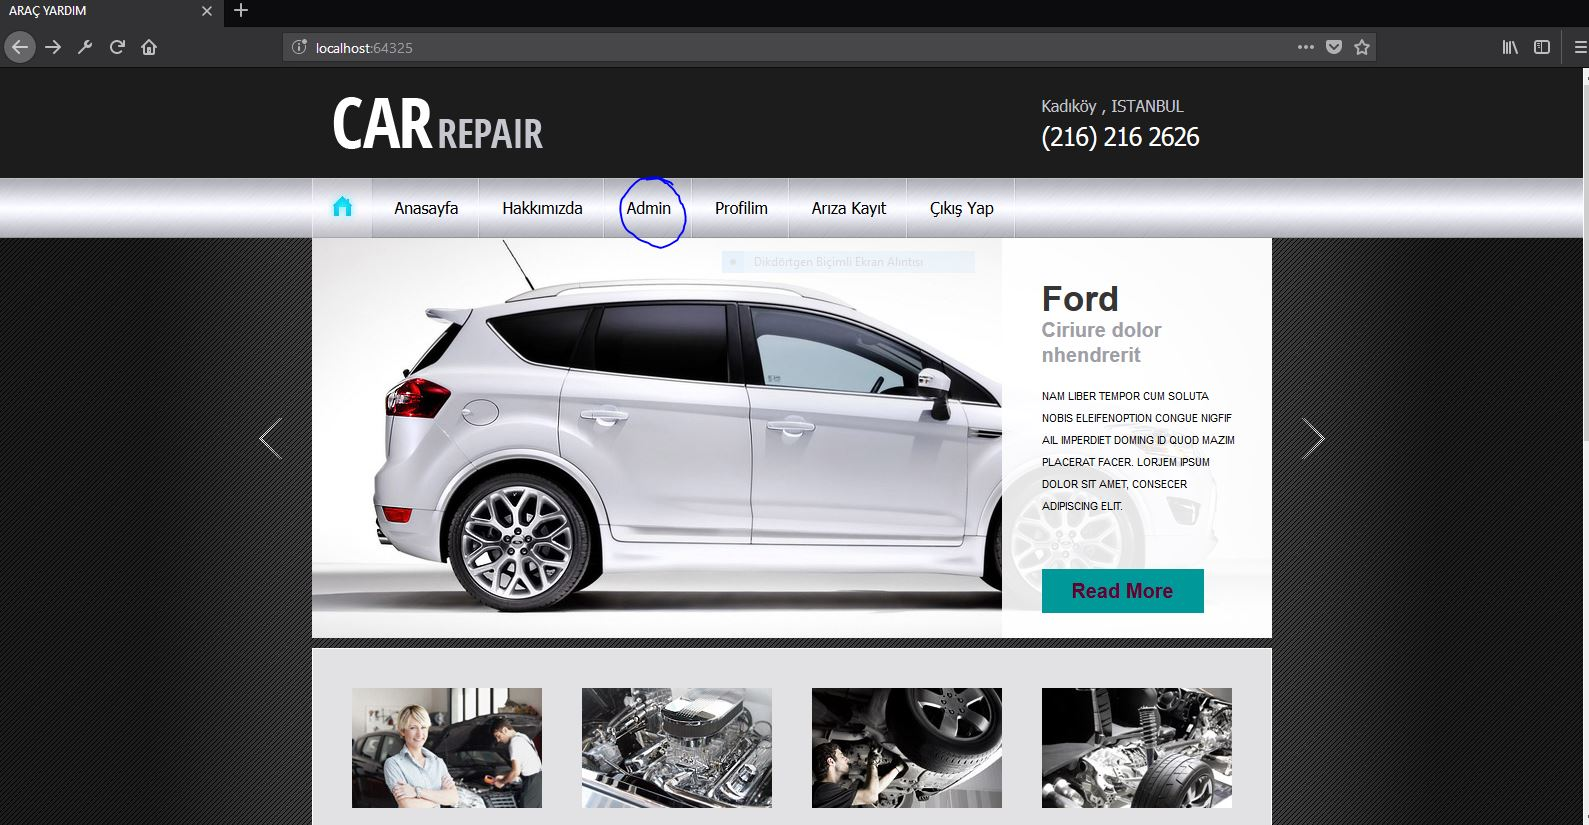 ARAÇ YARDIM
localhost:64325
CAR REPAIR
Kadıköy , ISTANBUL
(216) 216 2626
Anasayfa
Hakkımızda
Admin
Profilim
Arıza Kayıt
Çıkış Yap
Dikdörtgen Biçimli Ekran Alıntısı
Ford
Ciriure dolor
nhendrerit
NAM LIBER TEMPOR CUM SOLUTA
NOBIS ELEIFENOPTION CONGUE NIGFIF
AIL IMPERDIET DOMING ID QUOD MAZIM
PLACERAT FACER. LORJEM IPSUM
DOLOR SIT AMET, CONSECER
ADIPISCING ELIT.
Read More